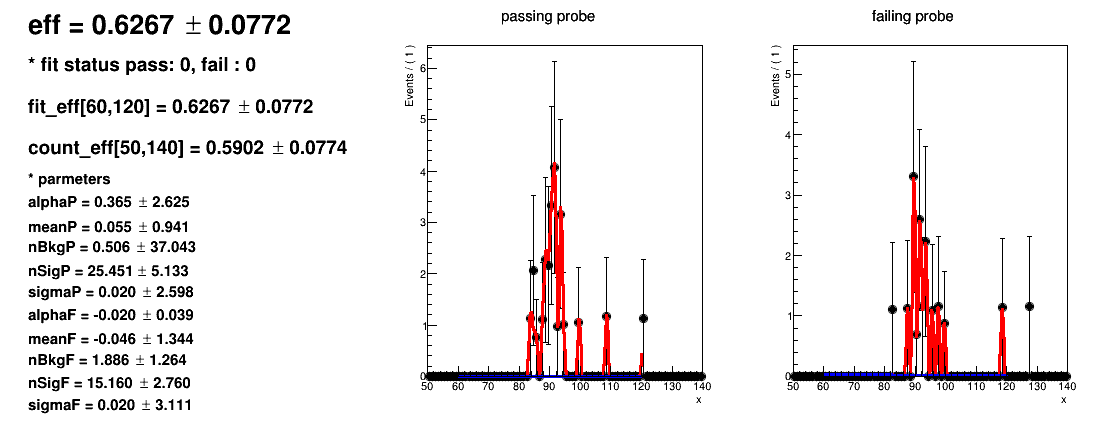 eff = 0.6267 ± 0.0772
* fit status pass: 0, fail : 0
fit_eff[60,120] = 0.6267 ± 0.0772
count_eff[50,140] = 0.5902 ± 0.0774
* parmeters
alphaP = 0.365 ± 2.625
meanP = 0.055 ± 0.941
nBkgP = 0.506 ± 37.043
nSigP = 25.451 ± 5.133
sigmaP = 0.020 ± 2.598
alphaF = -0.020 ± 0.039
meanF = -0.046 ± 1.344
nBkgF = 1.886 ± 1.264
nSigF = 15.160 ± 2.760
sigmaF = 0.020 ± 3.111
passing probe
Events / ( 1 )
6
5
4
3
2
1
0
50 60 70 80 90 100 110 120 130 140
x
failing probe
Events / ( 1 )
5
4
3
2
1
0
50 60 70 80 90 100 110 120 130 140
x